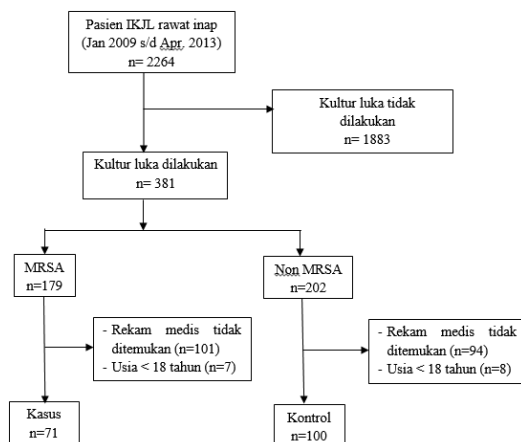 Pasien IKJL rawat inap
(Jan 2009 s/d Apr. 2013)
n= 2264
Kultur luka tidak
dilakukan
n= 1883
Kultur luka dilakukan
n= 381
MRSA
n=179
Non MRSA
n=202
- Rekam medis tidak
ditemukan (n=101)
- Usia < 18 tahun (n=7)
- Rekam medis tidak
ditemukan (n=94)
- Usia < 18 tahun (n=8)
Kasus
n=71
Kontrol
n=100